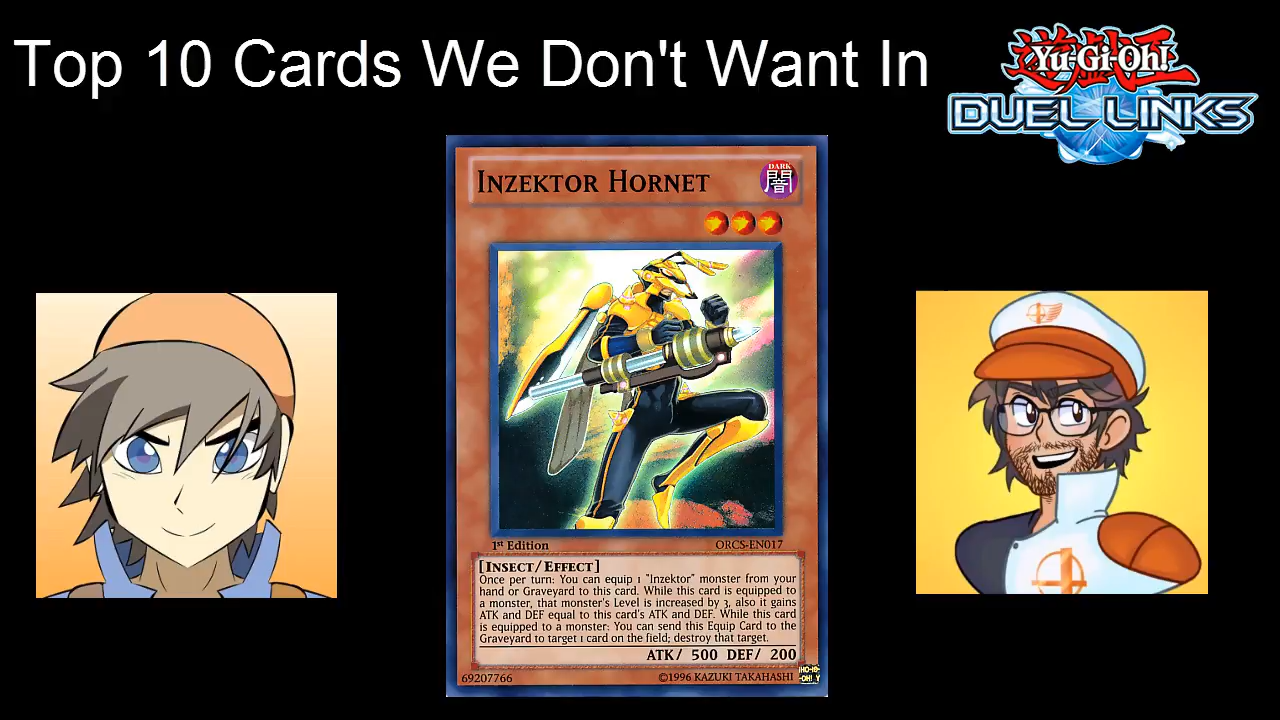 Top 10 Cards We Don't Want In
遊☆戯☆王
Yu-Gi-Oh!
DUEL LINKS
INZEKTOR HORNET
DARK
闇
1st Edition
ORCS-EN017
[INSECT/EFFECT]
Once per turn: You can equip 1 "Inzektor" monster from your
hand or Graveyard to this card. While this card is equipped to
a monster, that monster's Level is increased by 3, also it gains
ATK and DEF equal to this card's ATK and DEF. While this card
is equipped to a monster: You can send this Equip Card to the
Graveyard to target 1 card on the field; destroy that target.
ATK/ 500 DEF/ 200
69207766
©1996 KAZUKI TAKAHASHI